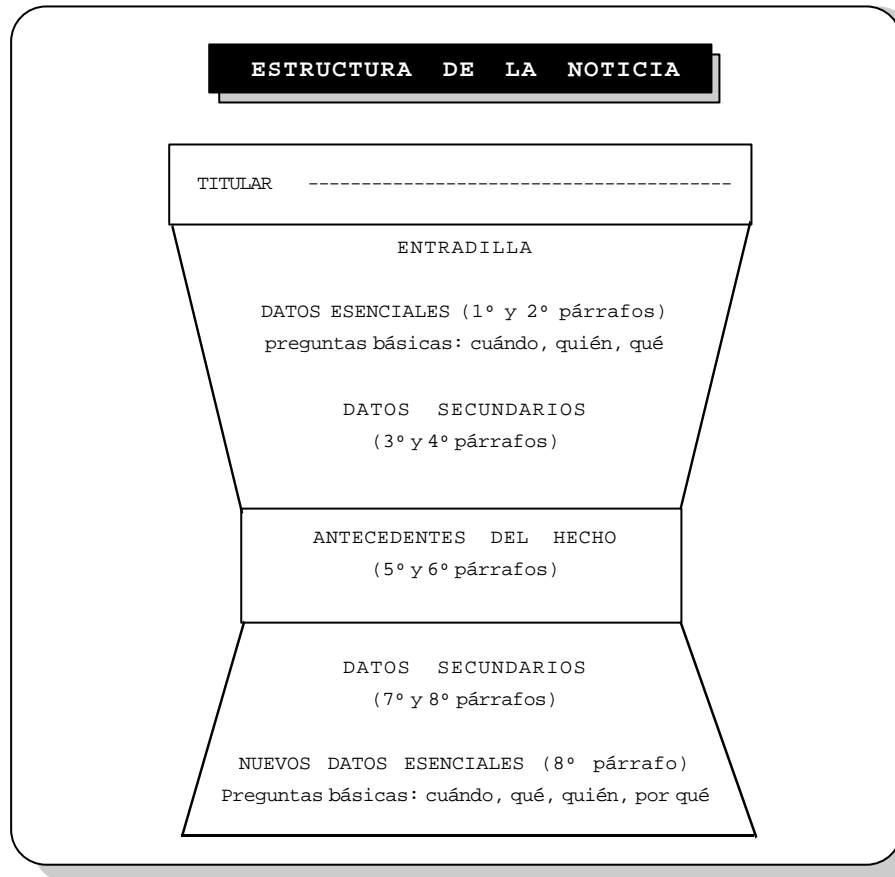 ESTRUCTURA DE LA NOTICIA
TITULAR ----------------------------------------
ENTRADILLA
DATOS ESENCIALES (1º y 2º párrafos)
preguntas básicas: cuándo, quién, qué
DATOS SECUNDARIOS
(3º y 4º párrafos)
ANTECEDENTES DEL HECHO
(5º y 6º párrafos)
DATOS SECUNDARIOS
(7º y 8º párrafos)
NUEVOS DATOS ESENCIALES (8º párrafo)
Preguntas básicas: cuándo, qué, quién, por qué